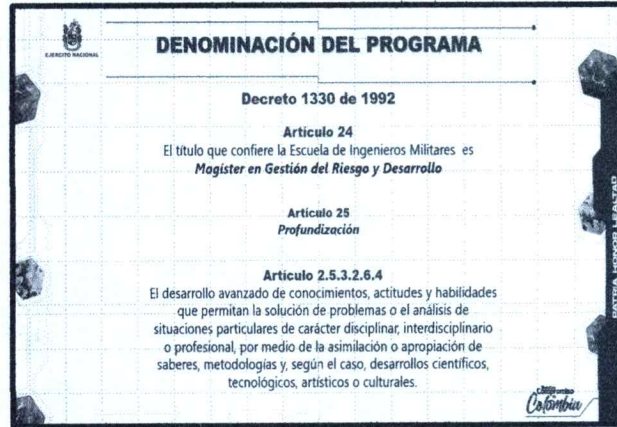 EJERCITO NACIONAL
DENOMINACIÓN DEL PROGRAMA
Decreto 1330 de 1992
Artículo 24
El título que confiere la Escuela de Ingenieros Militares es
Magíster en Gestión del Riesgo y Desarrollo
Artículo 25
Profundización
Artículo 2.5.3.2.6.4
El desarrollo avanzado de conocimientos, actitudes y habilidades
que permitan la solución de problemas o el análisis de
situaciones particulares de carácter disciplinar, interdisciplinario
o profesional, por medio de la asimilación o apropiación de
saberes, metodologías y, según el caso, desarrollos científicos,
tecnológicos, artísticos o culturales.
PATRIA HONOR LEALTAD
Compromiso
Colombia